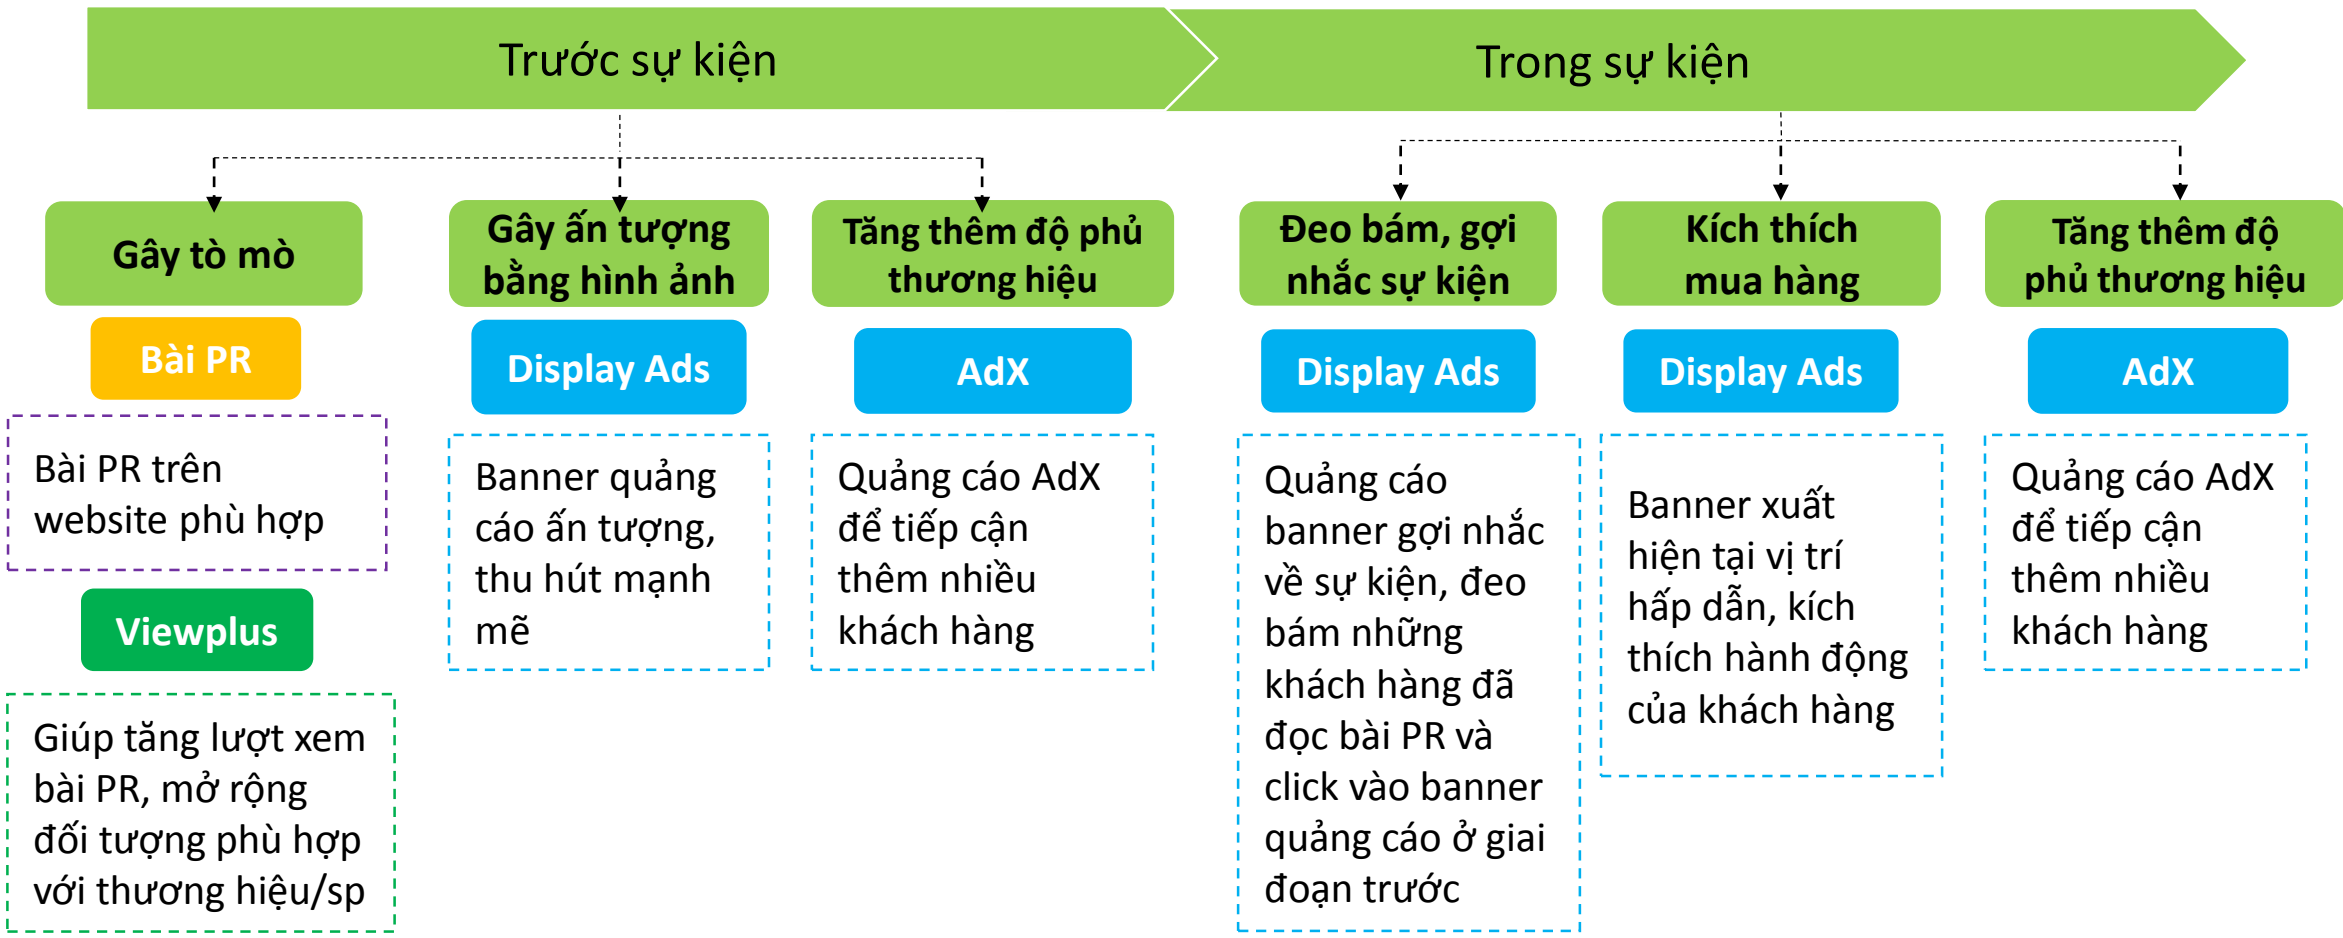 Trước sự kiện
Trong sự kiện
Gây tò mò
Bài PR
Bài PR trên
website phù hợp
Viewplus
Giúp tăng lượt xem
bài PR, mở rộng
đối tượng phù hợp
với thương hiệu/sp
Gây ấn tượng
bằng hình ảnh
Display Ads
Banner quảng
cáo ấn tượng,
thu hút mạnh
mẽ
Tăng thêm độ phủ
thương hiệu
AdX
Quảng cáo AdX
để tiếp cận
thêm nhiều
khách hàng
Đeo bám, gợi
nhắc sự kiện
Display Ads
Quảng cáo
banner gợi nhắc
về sự kiện, đeo
bám những
khách hàng đã
đọc bài PR và
click vào banner
quảng cáo ở giai
đoạn trước
Kích thích
mua hàng
Display Ads
Banner xuất
hiện tại vị trí
hấp dẫn, kích
thích hành động
của khách hàng
Tăng thêm độ
phủ thương hiệu
AdX
Quảng cáo AdX
để tiếp cận
thêm nhiều
khách hàng